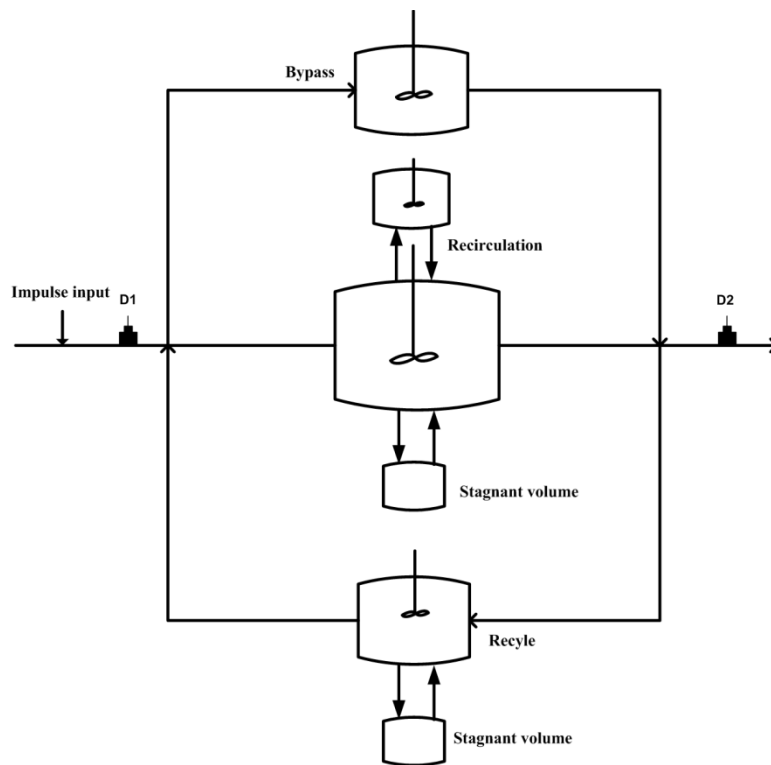 Bypass
Recirculation
Impulse input
D1
D2
Stagnant volume
Recyle
Stagnant volume